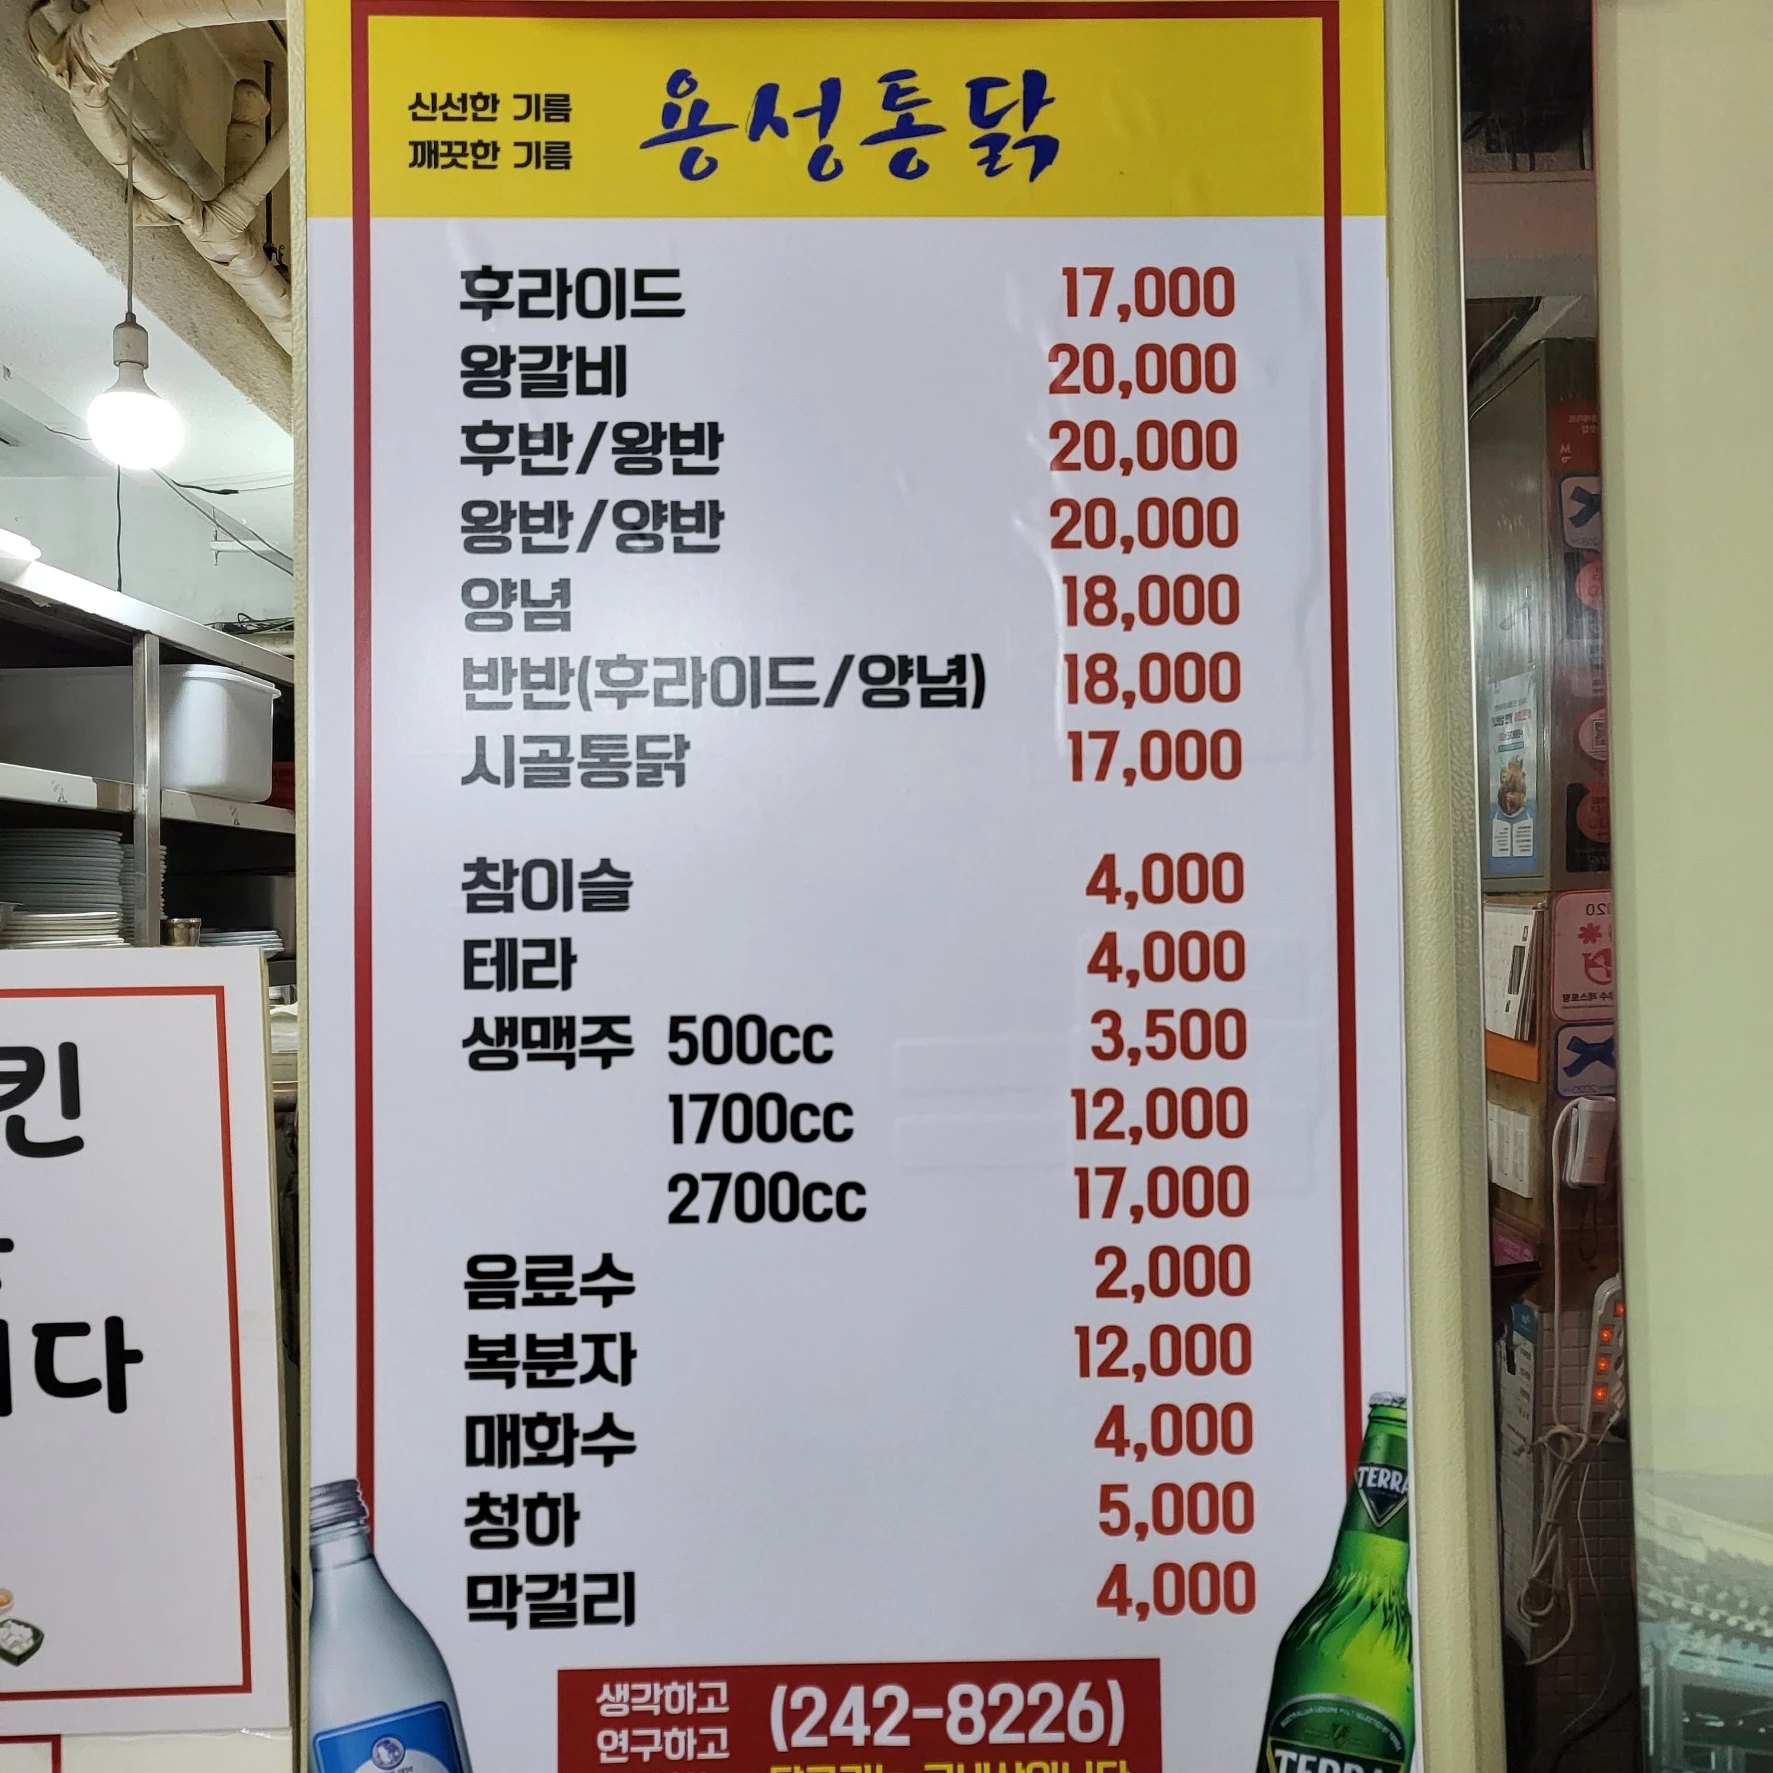 신선한 기름
깨끗한 기름
용성통닭
후라이드 17,000
왕갈비 20,000
후반/왕반 20,000
왕반/양반 20,000
양념 18,000
반반(후라이드/양념) 18,000
시골통닭 17,000
참이슬 4,000
테라 4,000
생맥주 500cc 3,500
1700cc 12,000
2700cc 17,000
음료수 2,000
복분자 12,000
매화수 4,000
청하 5,000
막걸리 4,000
생각하고
연구하고
(242-8226)
킨
다
TERRA
TERRA